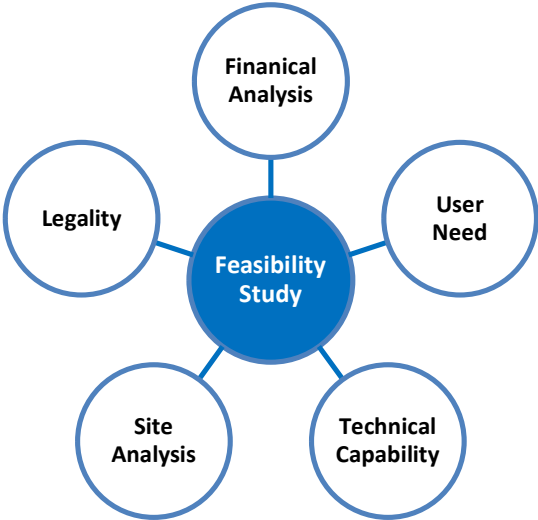 Finanical
Analysis
Legality
User
Need
Feasibility
Study
Site
Analysis
Technical
Capability